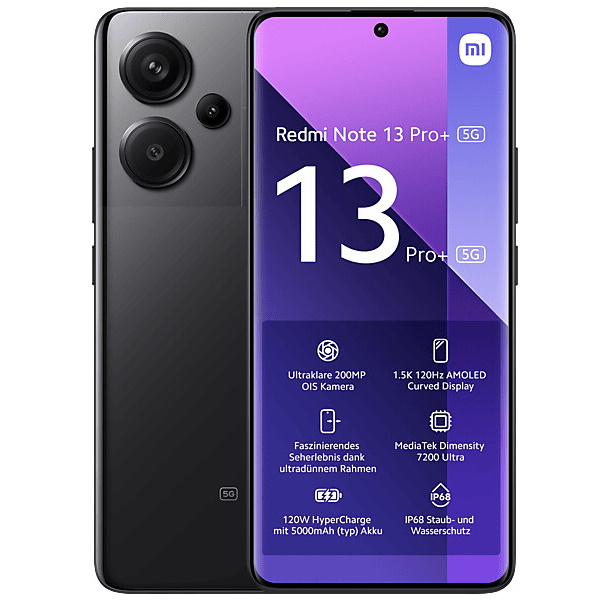 mi
Redmi Note 13 Pro+ 5G
13 Pro+ 5G
Ultraklare 200MP
OIS Kamera
1.5K 120Hz AMOLED
Curved Display
Faszinierendes
Seherlebnis dank
ultradünnem Rahmen
MediaTek Dimensity
7200 Ultra
IP68
120W HyperCharge
mit 5000mAh (typ) Akku
IP68 Staub- und
Wasserschutz
5G